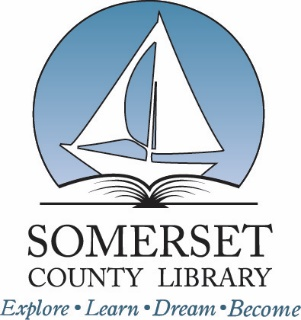 SOMERSET
COUNTY LIBRARY
Explore • Learn • Dream • Become